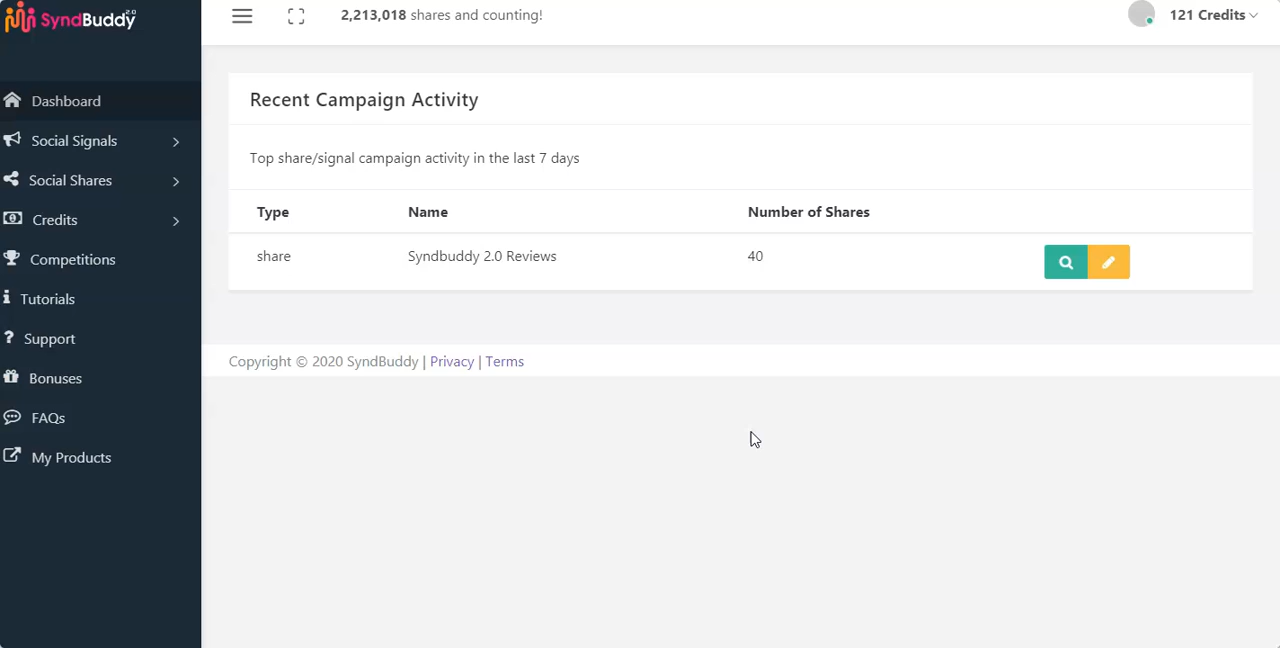 SyndBuddy 2.0
2,213,018 shares and counting!
121 Credits
Dashboard
Social Signals
Social Shares
Credits
Competitions
Tutorials
Support
Bonuses
FAQs
My Products
Recent Campaign Activity
Top share/signal campaign activity in the last 7 days
Type Name Number of Shares
share Syndbuddy 2.0 Reviews 40
Copyright © 2020 SyndBuddy | Privacy | Terms